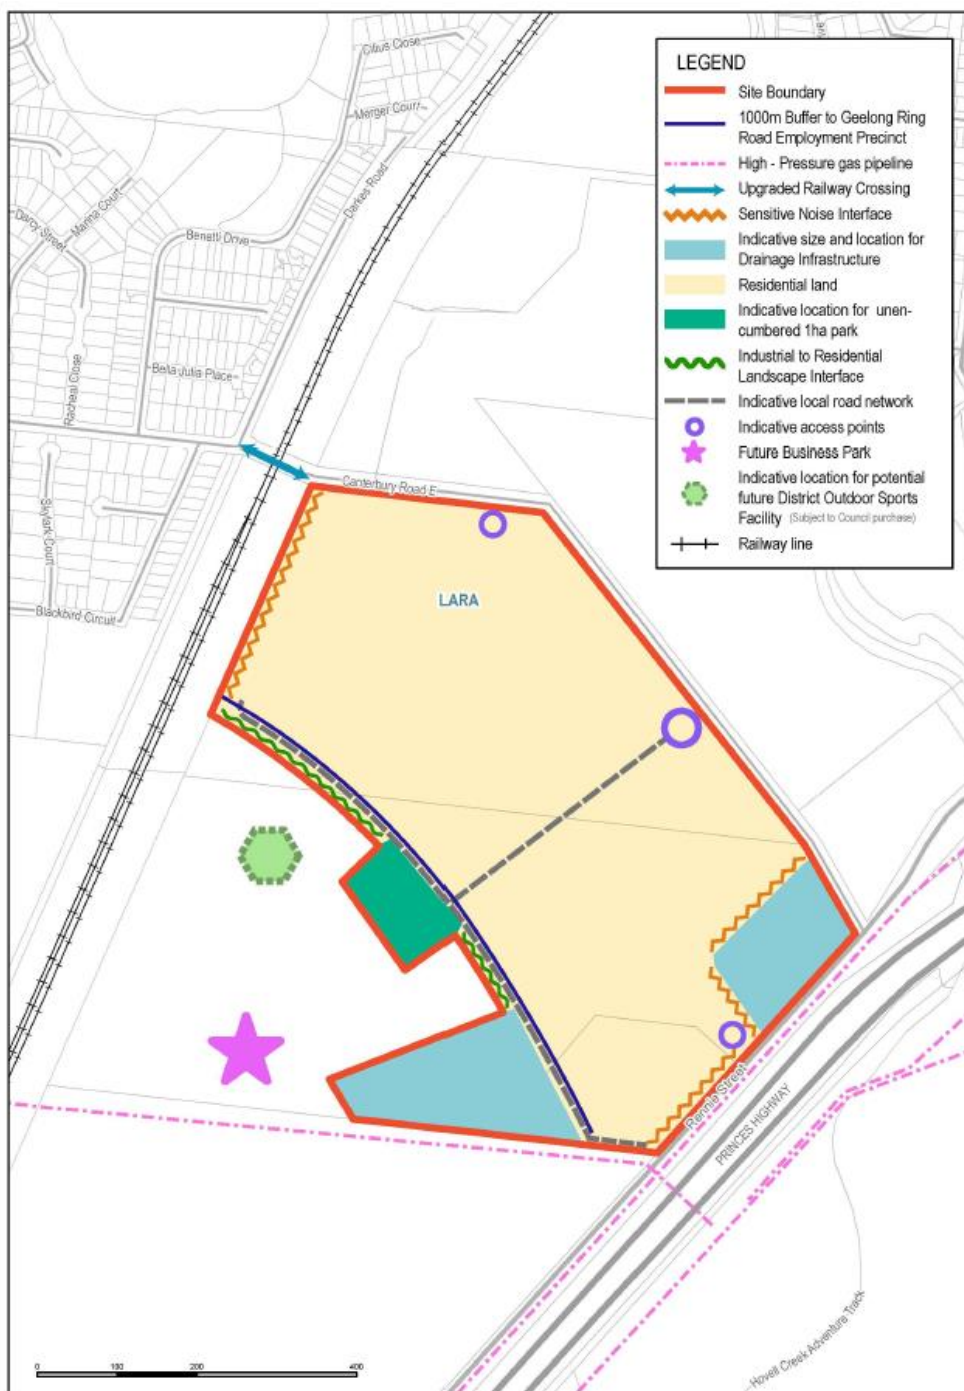 Citius Close
Merger Court
Darkes Road
Marina Court
Darcy Street
Benetti Drive
Bella Julia Place
Racheal Close
Skylark Court
Blackbird Circuit
Canterbury Road E
LARA
Rennie Street
PRINCES HIGHWAY
Hovell Creek Adventure Track
LEGEND
Site Boundary
1000m Buffer to Geelong Ring
Road Employment Precinct
High - Pressure gas pipeline
Upgraded Railway Crossing
Sensitive Noise Interface
Indicative size and location for
Drainage Infrastructure
Residential land
Indicative location for unen-
cumbered 1ha park
Industrial to Residential
Landscape Interface
Indicative local road network
Indicative access points
Future Business Park
Indicative location for potential
future District Outdoor Sports
Facility (Subject to Council purchase)
Railway line
0 100 200 400